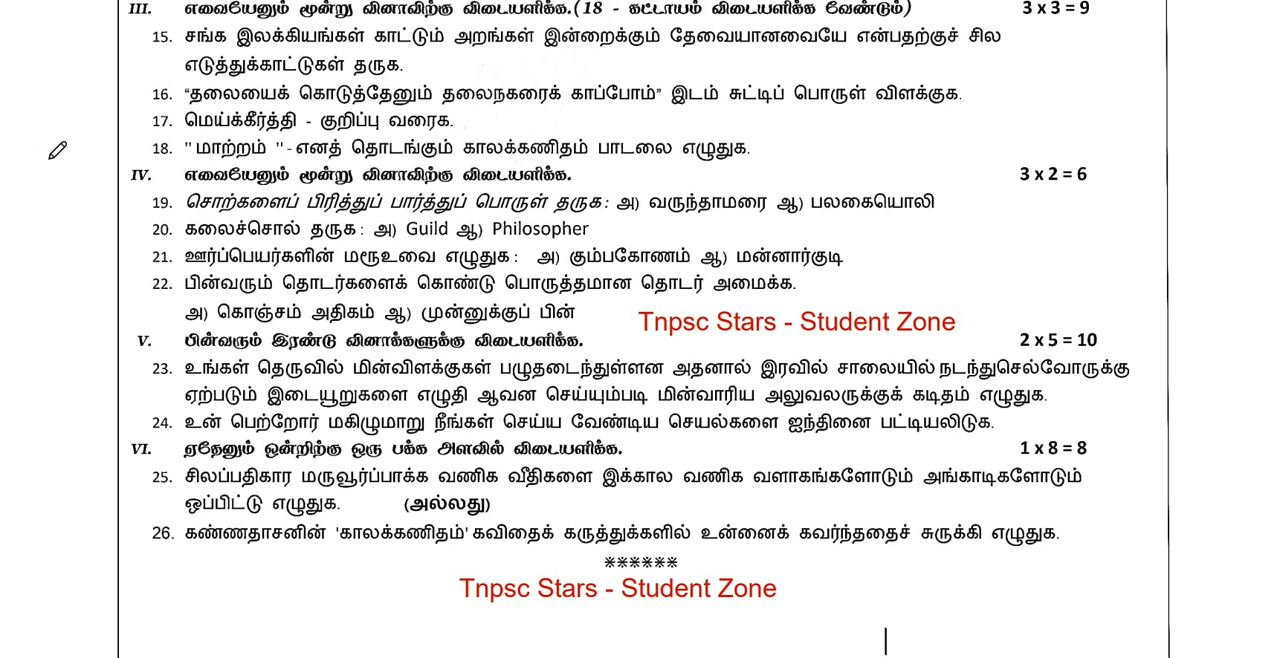 III. எவையேனும் மூன்று வினாவிற்கு விடையளிக்க.(18 - கட்டாயம் விடையளிக்க வேண்டும்) 3 x 3 = 9
15. சங்க இலக்கியங்கள் காட்டும் அறங்கள் இன்றைக்கும் தேவையானவையே என்பதற்குச் சில
எடுத்துக்காட்டுகள் தருக.
16. “தலையைக் கொடுத்தேனும் தலைநகரைக் காப்போம்” இடம் சுட்டிப் பொருள் விளக்குக.
17. மெய்க்கீர்த்தி - குறிப்பு வரைக.
18. " மாற்றம் " - எனத் தொடங்கும் காலக்கணிதம் பாடலை எழுதுக.
IV. எவையேனும் மூன்று வினாவிற்கு விடையளிக்க. 3 x 2 = 6
19. சொற்களைப் பிரித்துப் பார்த்துப் பொருள் தருக : அ) வருந்தாமரை ஆ) பலகையொலி
20. கலைச்சொல் தருக : அ) Guild ஆ) Philosopher
21. ஊர்ப்பெயர்களின் மரூஉவை எழுதுக : அ) கும்பகோணம் ஆ) மன்னார்குடி
22. பின்வரும் தொடர்களைக் கொண்டு பொருத்தமான தொடர் அமைக்க.
அ) கொஞ்சம் அதிகம் ஆ) முன்னுக்குப் பின்
Tnpsc Stars - Student Zone
V. பின்வரும் இரண்டு வினாக்களுக்கு விடையளிக்க. 2 x 5 = 10
23. உங்கள் தெருவில் மின்விளக்குகள் பழுதடைந்துள்ளன அதனால் இரவில் சாலையில் நடந்துசெல்வோருக்கு
ஏற்படும் இடையூறுகளை எழுதி ஆவன செய்யும்படி மின்வாரிய அலுவலருக்குக் கடிதம் எழுதுக.
24. உன் பெற்றோர் மகிழுமாறு நீங்கள் செய்ய வேண்டிய செயல்களை ஐந்தினை பட்டியலிடுக.
VI. ஏதேனும் ஒன்றிற்கு ஒரு பக்க அளவில் விடையளிக்க. 1 x 8 = 8
25. சிலப்பதிகார மருவூர்ப்பாக்க வணிக வீதிகளை இக்கால வணிக வளாகங்களோடும் அங்காடிகளோடும்
ஒப்பிட்டு எழுதுக. (அல்லது)
26. கண்ணதாசனின் 'காலக்கணிதம்' கவிதைக் கருத்துக்களில் உன்னைக் கவர்ந்ததைச் சுருக்கி எழுதுக.
※※※※※※
Tnpsc Stars - Student Zone